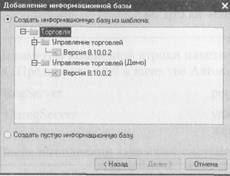 Добавление информационной базы
Создать информационную базу из шаблона:
Торговля
Управление торговлей
Версия 8.10.0.2
Управление торговлей (Демо)
Версия 8.10.0.2
Создать пустую информационную базу
< Назад
Далее >
Отмена